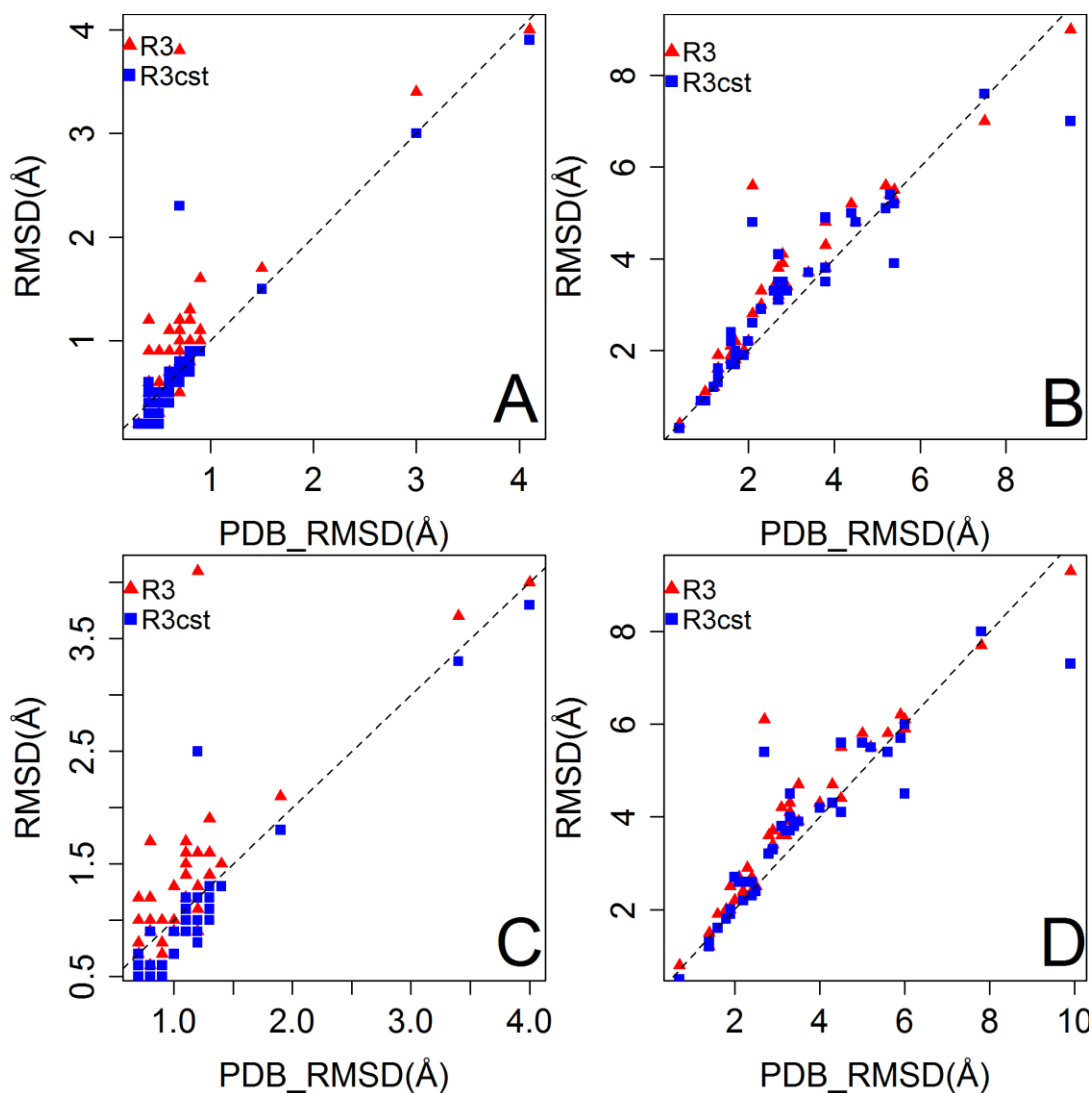 R3
R3cst
4
3
2
1
RMSD(Å)
A
1
2
3
4
PDB_RMSD(Å)
R3
R3cst
8
6
4
2
RMSD(Å)
B
2
4
6
8
PDB_RMSD(Å)
R3
R3cst
3.5
2.5
1.5
0.5
RMSD(Å)
C
1.0
2.0
3.0
4.0
PDB_RMSD(Å)
R3
R3cst
8
6
4
2
RMSD(Å)
D
2
4
6
8
10
PDB_RMSD(Å)